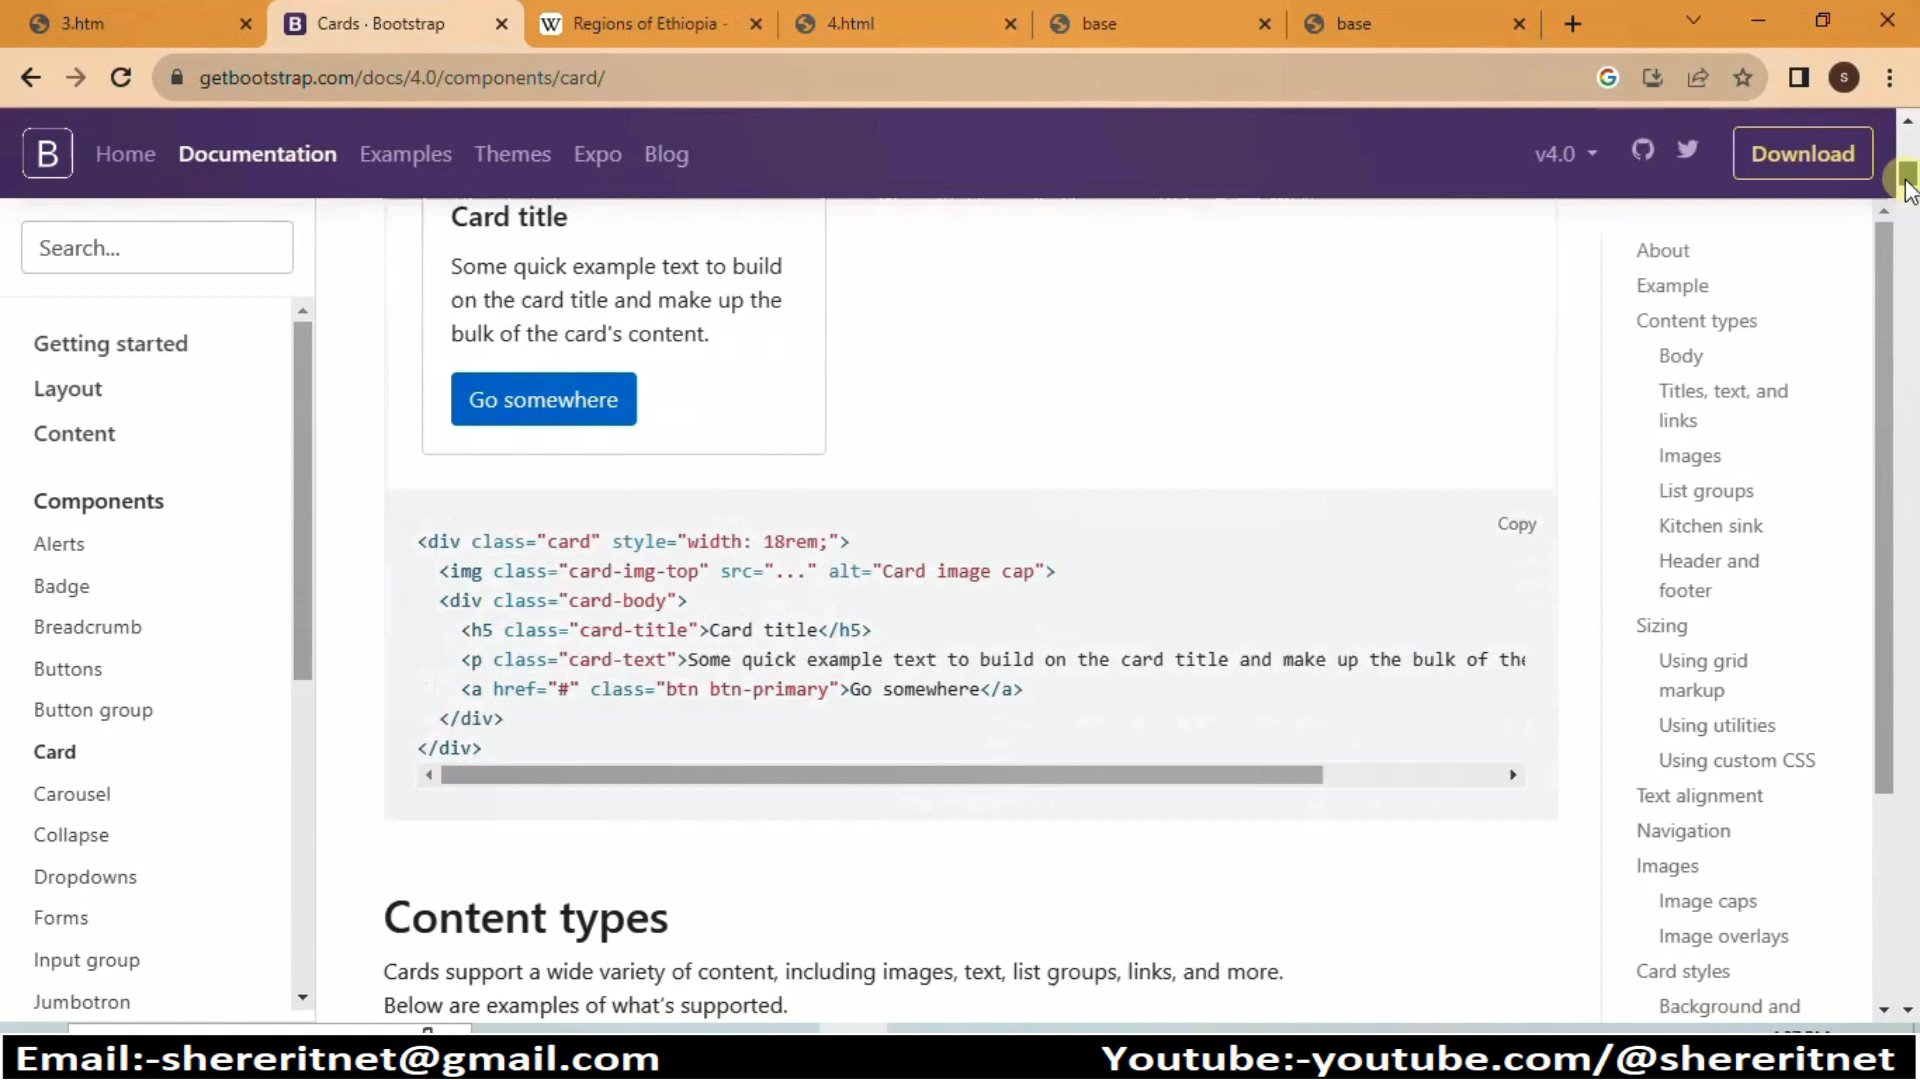 3.htm
Cards · Bootstrap
Regions of Ethiopia -
4.html
base
base
getbootstrap.com/docs/4.0/components/card/
G
s
B
Home
Documentation
Examples
Themes
Expo
Blog
v4.0
Download
Search...
Getting started
Layout
Content
Components
Alerts
Badge
Breadcrumb
Buttons
Button group
Card
Carousel
Collapse
Dropdowns
Forms
Input group
Jumbotron
Card title
Some quick example text to build
on the card title and make up the
bulk of the card's content.
Go somewhere
Copy
<div class="card" style="width: 18rem;">
<img class="card-img-top" src="..." alt="Card image cap">
<div class="card-body">
<h5 class="card-title">Card title</h5>
<p class="card-text">Some quick example text to build on the card title and make up the bulk of the
<a href="#" class="btn btn-primary">Go somewhere</a>
</div>
</div>
Content types
Cards support a wide variety of content, including images, text, list groups, links, and more.
Below are examples of what's supported.
About
Example
Content types
Body
Titles, text, and
links
Images
List groups
Kitchen sink
Header and
footer
Sizing
Using grid
markup
Using utilities
Using custom CSS
Text alignment
Navigation
Images
Image caps
Image overlays
Card styles
Background and
Email:-shereritnet@gmail.com
Youtube:-youtube.com/@shereritnet